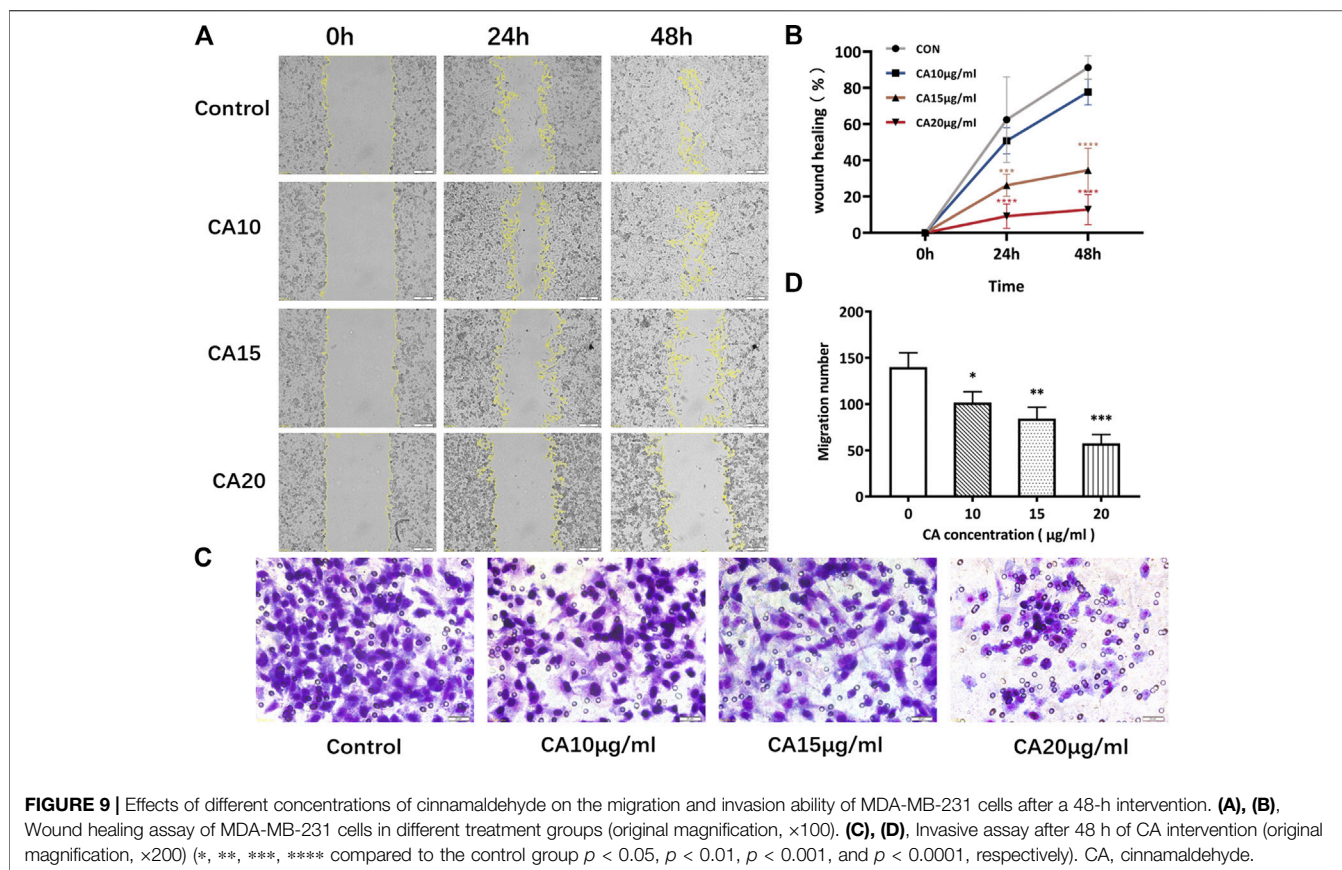 A
0h 24h 48h
Control
CA10
CA15
CA20
B
100
80
60
40
20
0
wound healing ( % )
CON
CA10μg/ml
CA15μg/ml
CA20μg/ml
***
****
****
****
0h 24h 48h
Time
D
200
150
100
50
0
Migration number
*
**
***
0 10 15 20
CA concentration ( μg/ml )
C
Control CA10μg/ml CA15μg/ml CA20μg/ml
FIGURE 9 | Effects of different concentrations of cinnamaldehyde on the migration and invasion ability of MDA-MB-231 cells after a 48-h intervention. (A), (B),
Wound healing assay of MDA-MB-231 cells in different treatment groups (original magnification, ×100). (C), (D), Invasive assay after 48 h of CA intervention (original
magnification, ×200) (*, **, ***, **** compared to the control group p < 0.05, p < 0.01, p < 0.001, and p < 0.0001, respectively). CA, cinnamaldehyde.